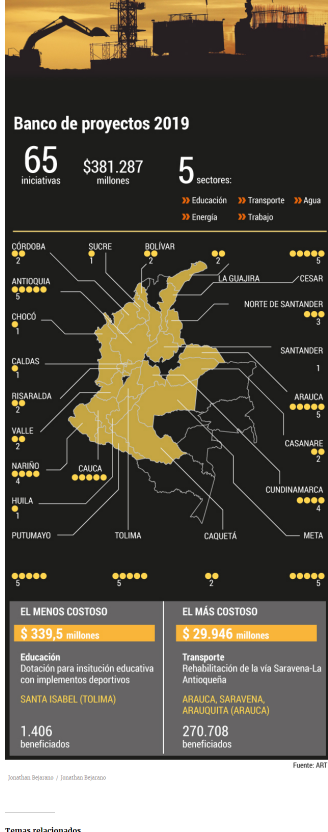 Banco de proyectos 2019
65
iniciativas
$381.287
millones
5 sectores:
Educación Transporte Agua
Energía Trabajo
CÓRDOBA SUCRE BOLÍVAR
2 1 2 2 5
LA GUAJIRA CESAR
ANTIOQUIA
5
NORTE DE SANTANDER
3
CHOCÓ
1
SANTANDER
1
CALDAS
1
ARAUCA
5
RISARALDA
2
VALLE
2
CASANARE
2
NARIÑO
4
CAUCA
5
CUNDINAMARCA
4
HUILA
1
PUTUMAYO TOLIMA CAQUETÁ META
5 5 2 5
EL MENOS COSTOSO
$ 339,5 millones
Educación
Dotación para insitución educativa
con implementos deportivos
SANTA ISABEL (TOLIMA)
1.406
beneficiados
EL MÁS COSTOSO
$ 29.946 millones
Transporte
Rehabilitación de la vía Saravena-La
Antioqueña
ARAUCA, SARAVENA,
ARAUQUITA (ARAUCA)
270.708
beneficiados
Fuente: ART
Jonathan Bejarano / Jonathan Bejarano
Temas relacionados